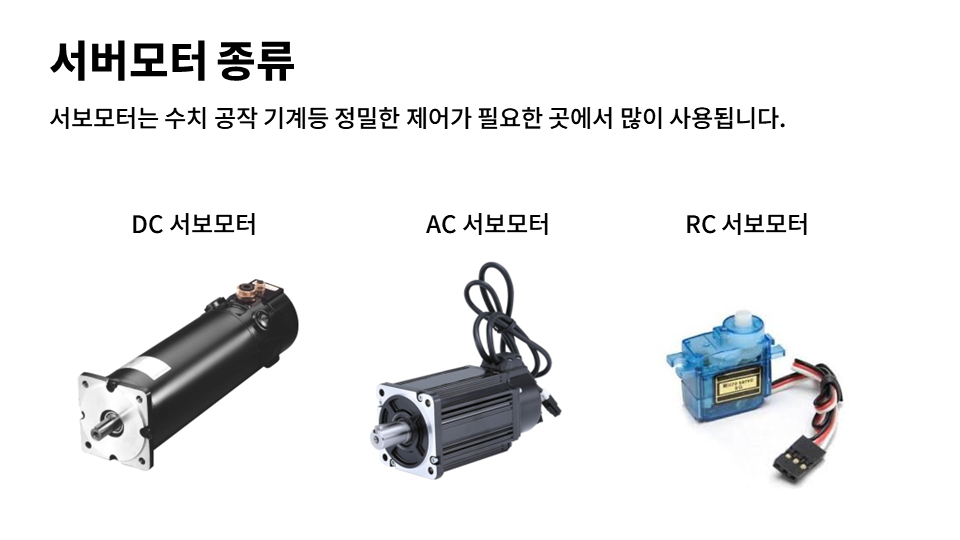 서버모터 종류
서보모터는 수치 공작 기계등 정밀한 제어가 필요한 곳에서 많이 사용됩니다.
DC 서보모터
AC 서보모터
RC 서보모터
Micro servo